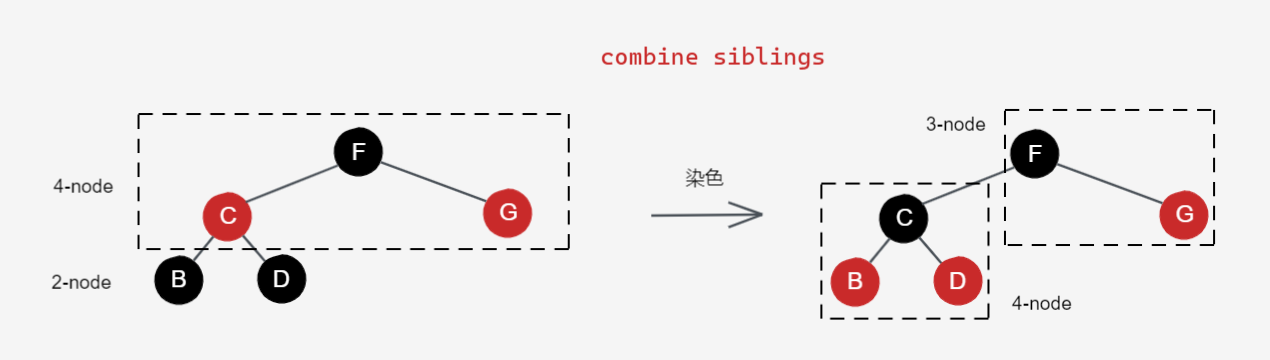 combine siblings
4-node
F
C
G
2-node
B
D
染色
3-node
F
C
G
B
D
4-node